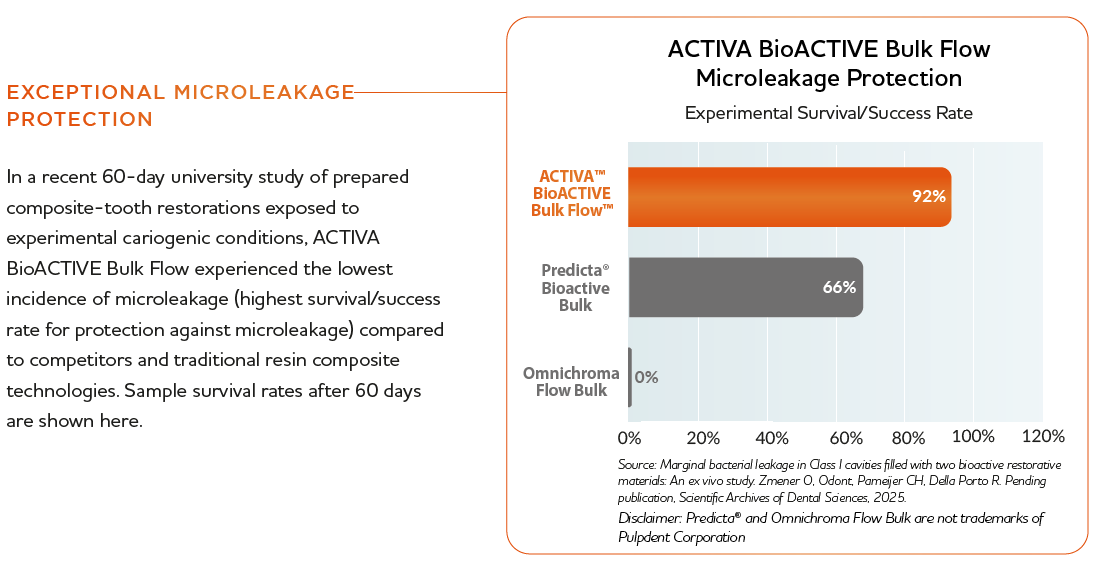 EXCEPTIONAL MICROLEAKAGE
PROTECTION
In a recent 60-day university study of prepared
composite-tooth restorations exposed to
experimental cariogenic conditions, ACTIVA
BioACTIVE Bulk Flow experienced the lowest
incidence of microleakage (highest survival/success
rate for protection against microleakage) compared
to competitors and traditional resin composite
technologies. Sample survival rates after 60 days
are shown here.
ACTIVA BioACTIVE Bulk Flow
Microleakage Protection
Experimental Survival/Success Rate
ACTIVA™
BioACTIVE
Bulk Flow™
92%
Predicta®
Bioactive
Bulk
66%
Omnichroma
Flow Bulk
0%
0% 20% 40% 60% 80% 100% 120%
Source: Marginal bacterial leakage in Class I cavities filled with two bioactive restorative
materials: An ex vivo study. Zmener O, Odont, Pameijer CH, Della Porto R. Pending
publication, Scientific Archives of Dental Sciences, 2025.
Disclaimer: Predicta® and Omnichroma Flow Bulk are not trademarks of
Pulpdent Corporation